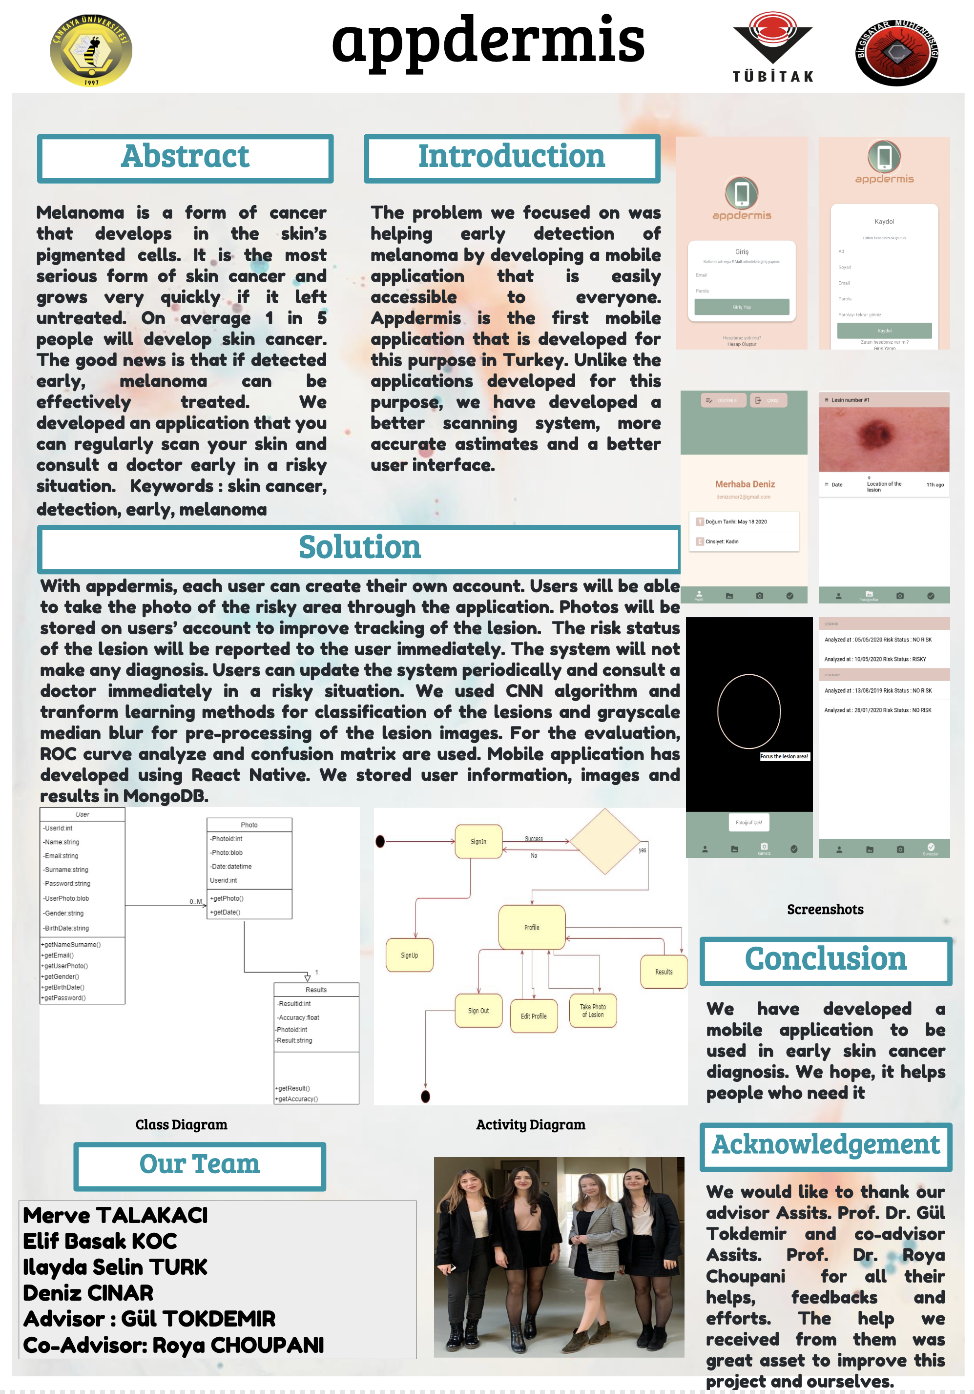 ÇANKAYA ÜNİVERSİTESİ
1997
appdermis
TÜBİTAK
BİLGİSAYAR MÜHENDİSLİĞİ
Abstract
Melanoma is a form of cancer
that develops in the skin's
pigmented cells. It is the most
serious form of skin cancer and
grows very quickly if it left
untreated. On average 1 in 5
people will develop skin cancer.
The good news is that if detected
early, melanoma can be
effectively treated. We
developed an application that you
can regularly scan your skin and
consult a doctor early in a risky
situation. Keywords : skin cancer,
detection, early, melanoma
Introduction
The problem we focused on was
helping early detection of
melanoma by developing a mobile
application that is easily
accessible to everyone.
Appdermis is the first mobile
application that is developed for
this purpose in Turkey. Unlike the
applications developed for this
purpose, we have developed a
better scanning system, more
accurate astimates and a better
user interface.
Solution
With appdermis, each user can create their own account. Users will be able
to take the photo of the risky area through the application. Photos will be
stored on users' account to improve tracking of the lesion. The risk status
of the lesion will be reported to the user immediately. The system will not
make any diagnosis. Users can update the system periodically and consult a
doctor immediately in a risky situation. We used CNN algorithm and
tranform learning methods for classification of the lesions and grayscale
median blur for pre-processing of the lesion images. For the evaluation,
ROC curve analyze and confusion matrix are used. Mobile application has
developed using React Native. We stored user information, images and
results in MongoDB.
User
-UserId:int
-Name:string
-Email:string
-Surname:string
-Password:string
-UserPhoto:blob
-Gender:string
-BirthDate:string
+getNameSurname()
+getEmail()
+getUserPhoto()
+getGender()
+getBirthDate()
+getPassword()
0..M
Photo
-Photoid:int
-Photo:blob
-Date:datetime
Userid:int
+getPhoto()
+getDate()
1
Results
-Resultid:int
-Accuracy:float
-Photoid:int
-Result:string
+getResult()
+getAccuracy()
Class Diagram
SignIn
Success
No
yes
SignUp
Profile
Results
Sign Out
Edit Profile
Take Photo
of Lesion
Activity Diagram
appdermis
Giriş
Email
Parola
Giriş Yap
Hesap Oluştur
appdermis
Kaydol
Ad
Soyad
Email
Parola
Kaydol
Merhaba Deniz
Doğum Tarihi: May 18 2020
Cinsiyet: Kadın
Lesin number #1
Date
Location of the
lesion
11h ago
Focus the lesion area!
Analyzed at : 05/05/2020 Risk Status : NO RISK
Analyzed at : 10/05/2020 Risk Status : RISKY
Analyzed at : 13/08/2019 Risk Status : NO RISK
Analyzed at : 28/01/2020 Risk Status : NO RISK
Screenshots
Conclusion
We have developed a
mobile application to be
used in early skin cancer
diagnosis. We hope, it helps
people who need it
Acknowledgement
We would like to thank our
advisor Assits. Prof. Dr. Gül
Tokdemir and co-advisor
Assits. Prof. Dr. Roya
Choupani for all their
helps, feedbacks and
efforts. The help we
received from them was
great asset to improve this
project and ourselves.
Our Team
Merve TALAKACI
Elif Basak KOC
Ilayda Selin TURK
Deniz CINAR
Advisor : Gül TOKDEMIR
Co-Advisor: Roya CHOUPANI